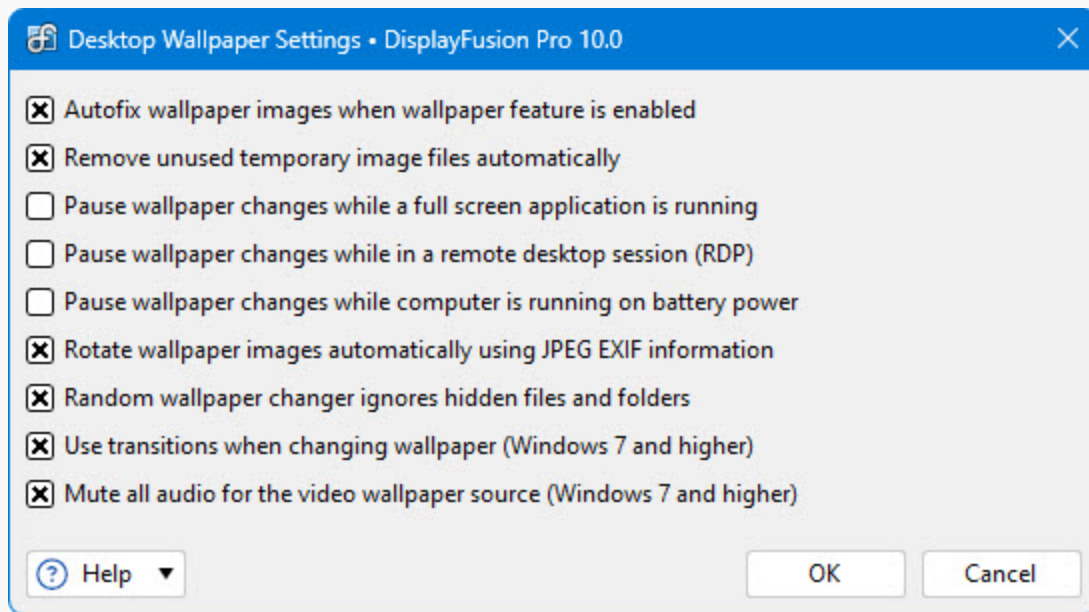 Desktop Wallpaper Settings • DisplayFusion Pro 10.0
Autofix wallpaper images when wallpaper feature is enabled
Remove unused temporary image files automatically
Pause wallpaper changes while a full screen application is running
Pause wallpaper changes while in a remote desktop session (RDP)
Pause wallpaper changes while computer is running on battery power
Rotate wallpaper images automatically using JPEG EXIF information
Random wallpaper changer ignores hidden files and folders
Use transitions when changing wallpaper (Windows 7 and higher)
Mute all audio for the video wallpaper source (Windows 7 and higher)
? Help OK Cancel